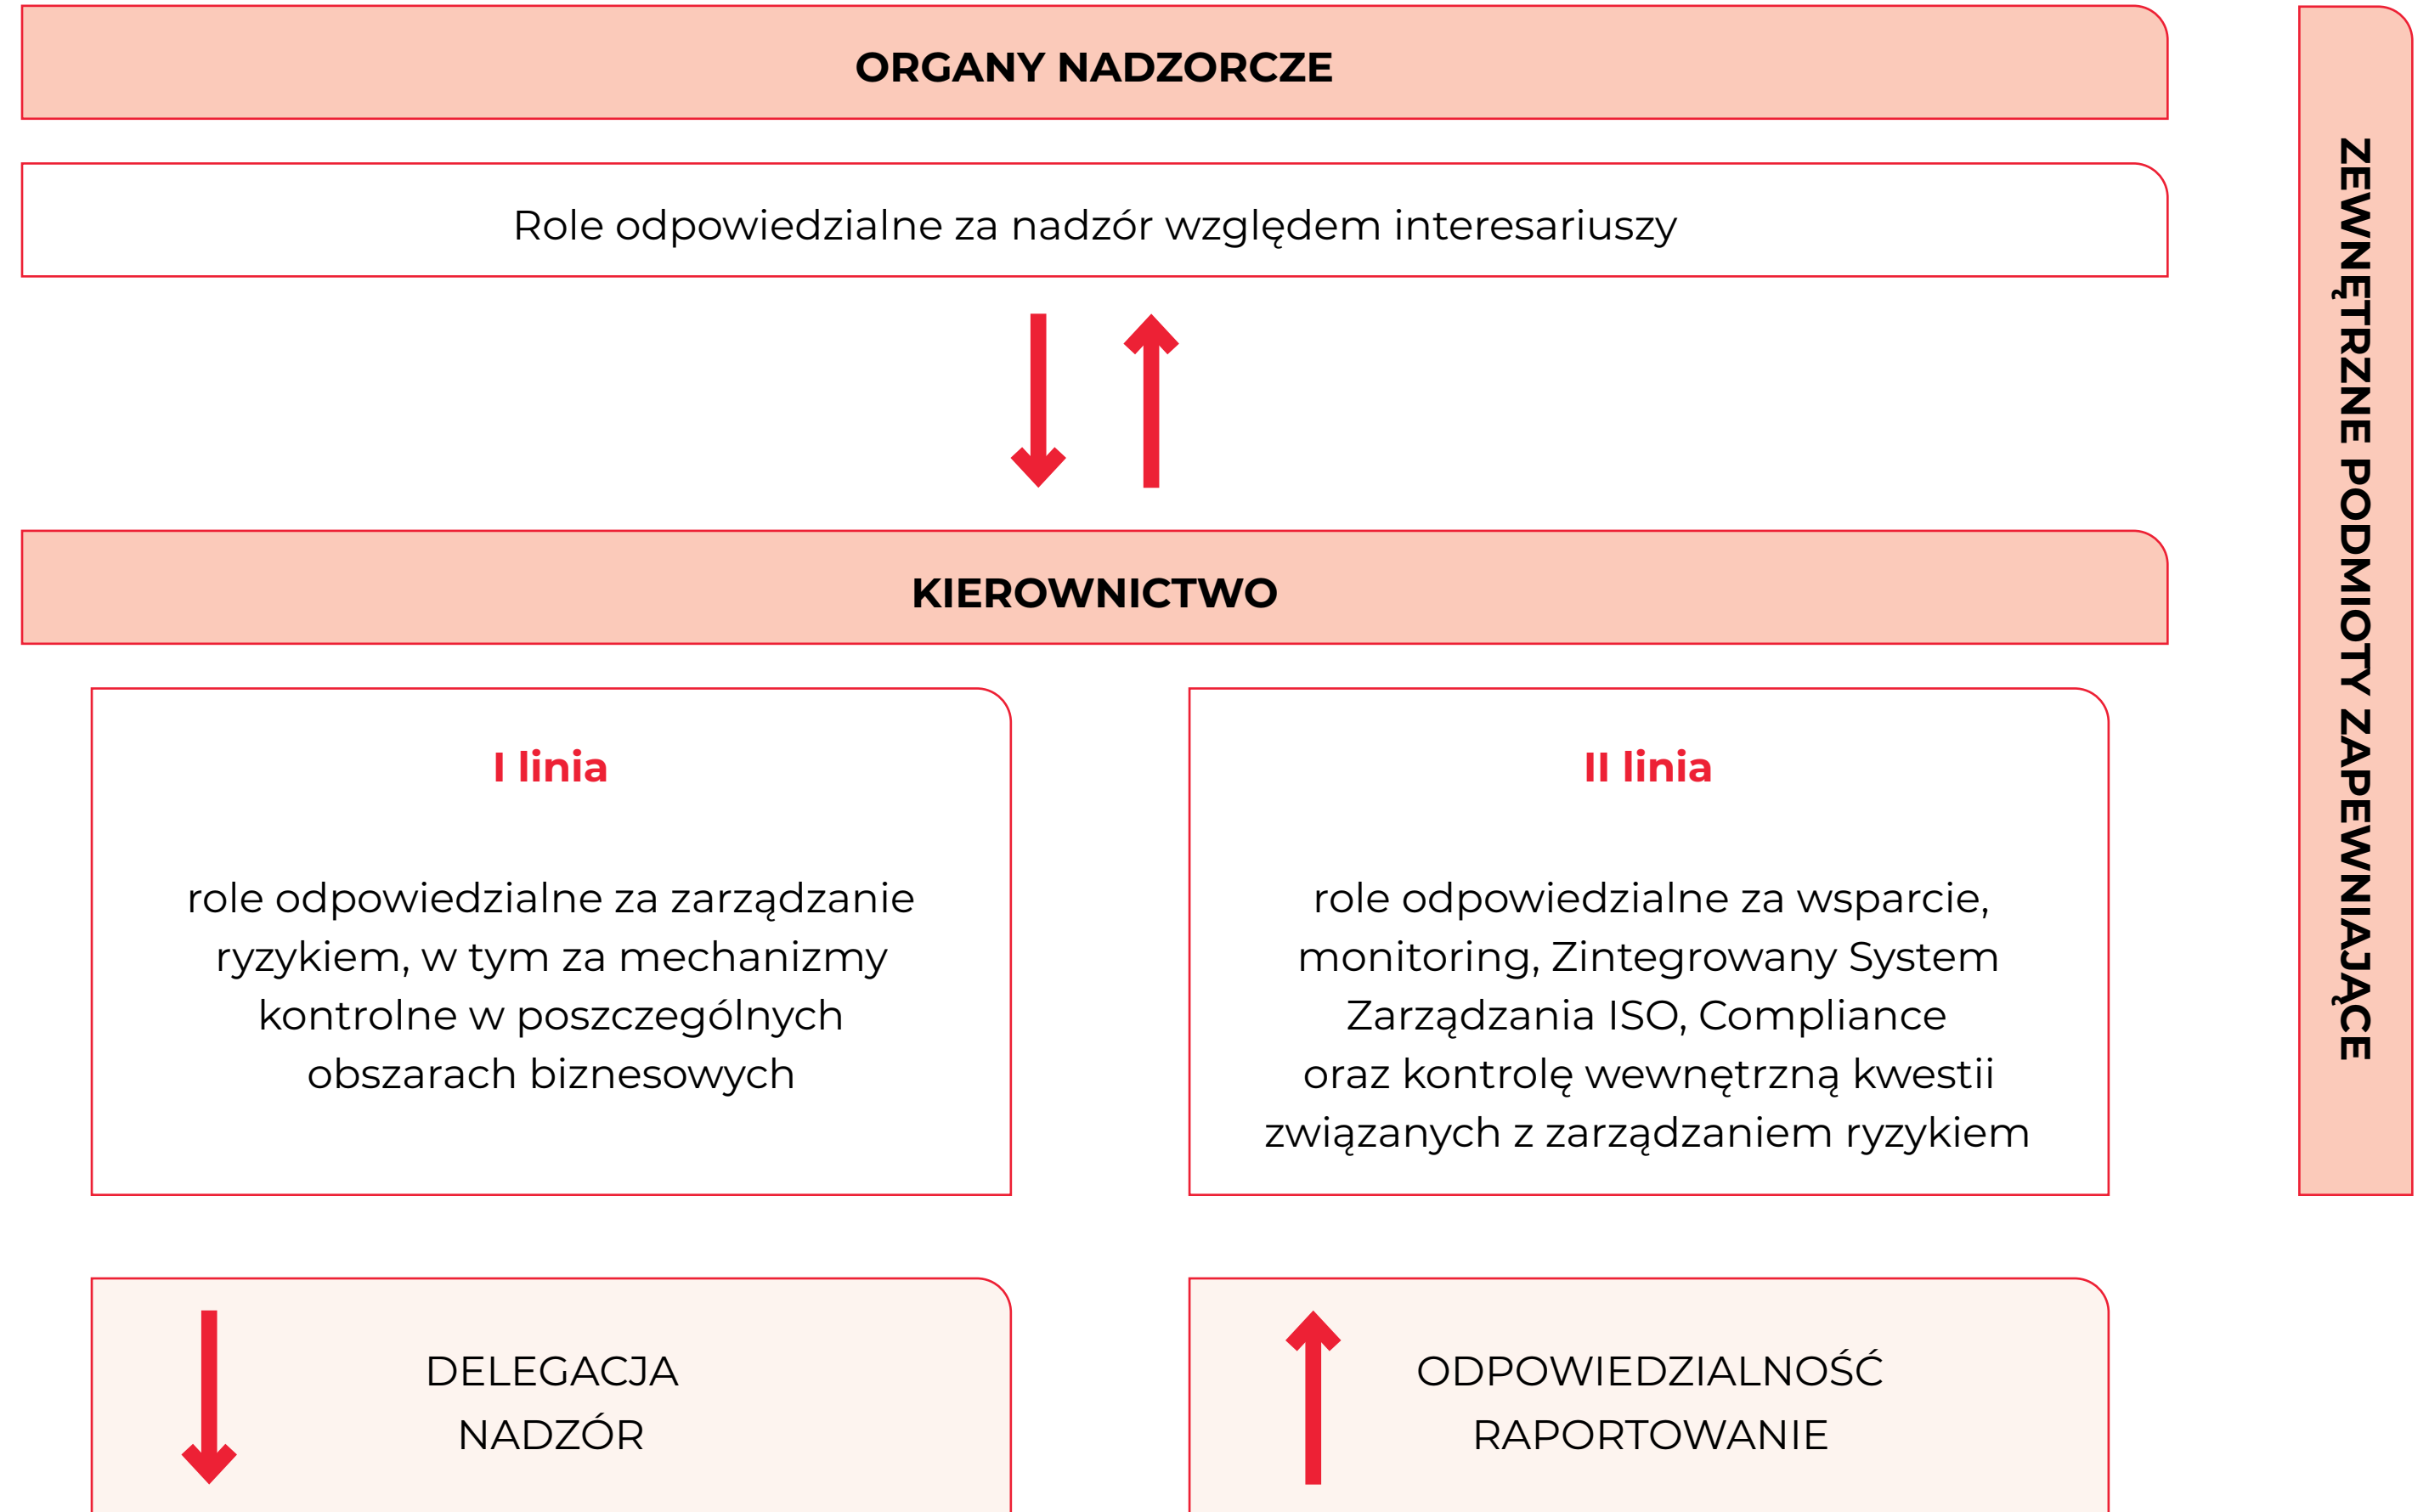 ORGANY NADZORCZE
Role odpowiedzialne za nadzór względem interesariuszy
KIEROWNICTWO
I linia
role odpowiedzialne za zarządzanie
ryzykiem, w tym za mechanizmy
kontrolne w poszczególnych
obszarach biznesowych
II linia
role odpowiedzialne za wsparcie,
monitoring, Zintegrowany System
Zarządzania ISO, Compliance
oraz kontrolę wewnętrzną kwestii
związanych z zarządzaniem ryzykiem
DELEGACJA
NADZÓR
ODPOWIEDZIALNOŚĆ
RAPORTOWANIE
ZEWNĘTRZNE PODMIOTY ZAPEWNIAJĄCE